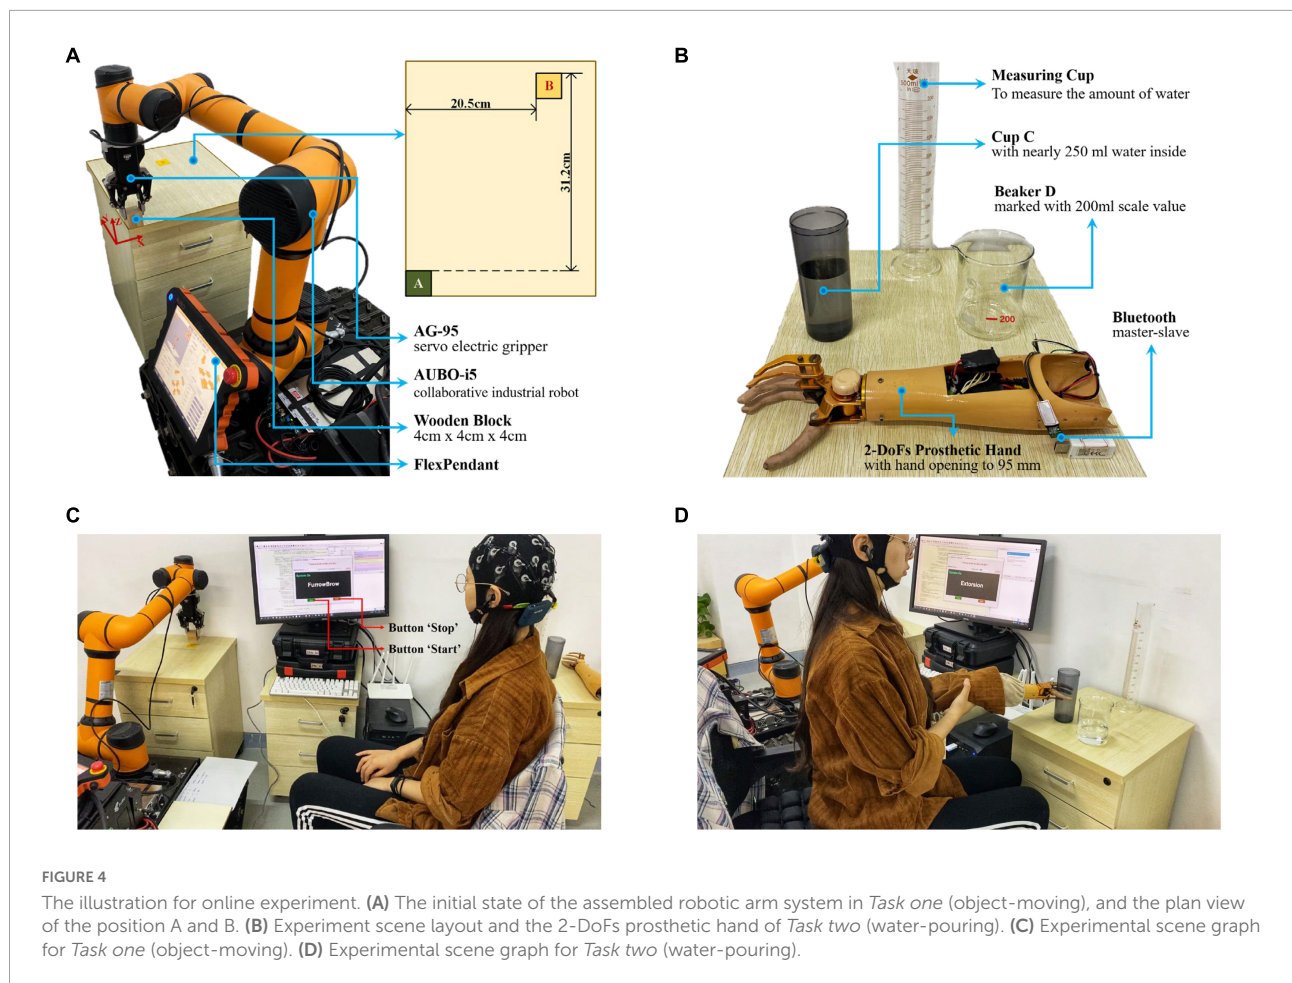 A
B
20.5cm
31.2cm
A
AG-95
servo electric gripper
AUBO-i5
collaborative industrial robot
Wooden Block
4cm x 4cm x 4cm
FlexPendant
B
Measuring Cup
To measure the amount of water
Cup C
with nearly 250 ml water inside
Beaker D
marked with 200ml scale value
200
Bluetooth
master-slave
2-DoFs Prosthetic Hand
with hand opening to 95 mm
C
FurrowBrow
Button ‘Stop’
Button ‘Start’
D
Extorsion
FIGURE 4
The illustration for online experiment. (A) The initial state of the assembled robotic arm system in Task one (object-moving), and the plan view
of the position A and B. (B) Experiment scene layout and the 2-DoFs prosthetic hand of Task two (water-pouring). (C) Experimental scene graph
for Task one (object-moving). (D) Experimental scene graph for Task two (water-pouring).